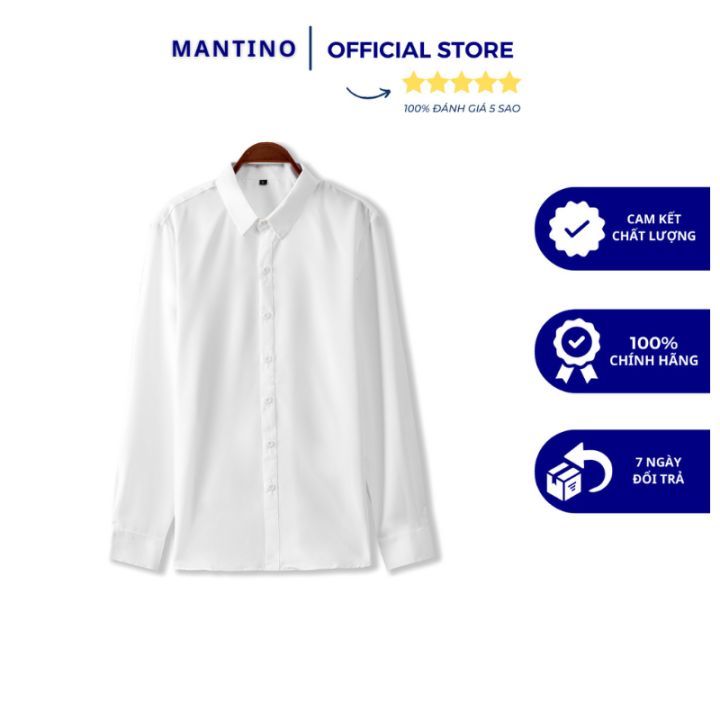 MANTINO
OFFICIAL STORE
100% ĐÁNH GIÁ 5 SAO
CAM KẾT
CHẤT LƯỢNG
100%
CHÍNH HÃNG
7 NGÀY
ĐỔI TRẢ